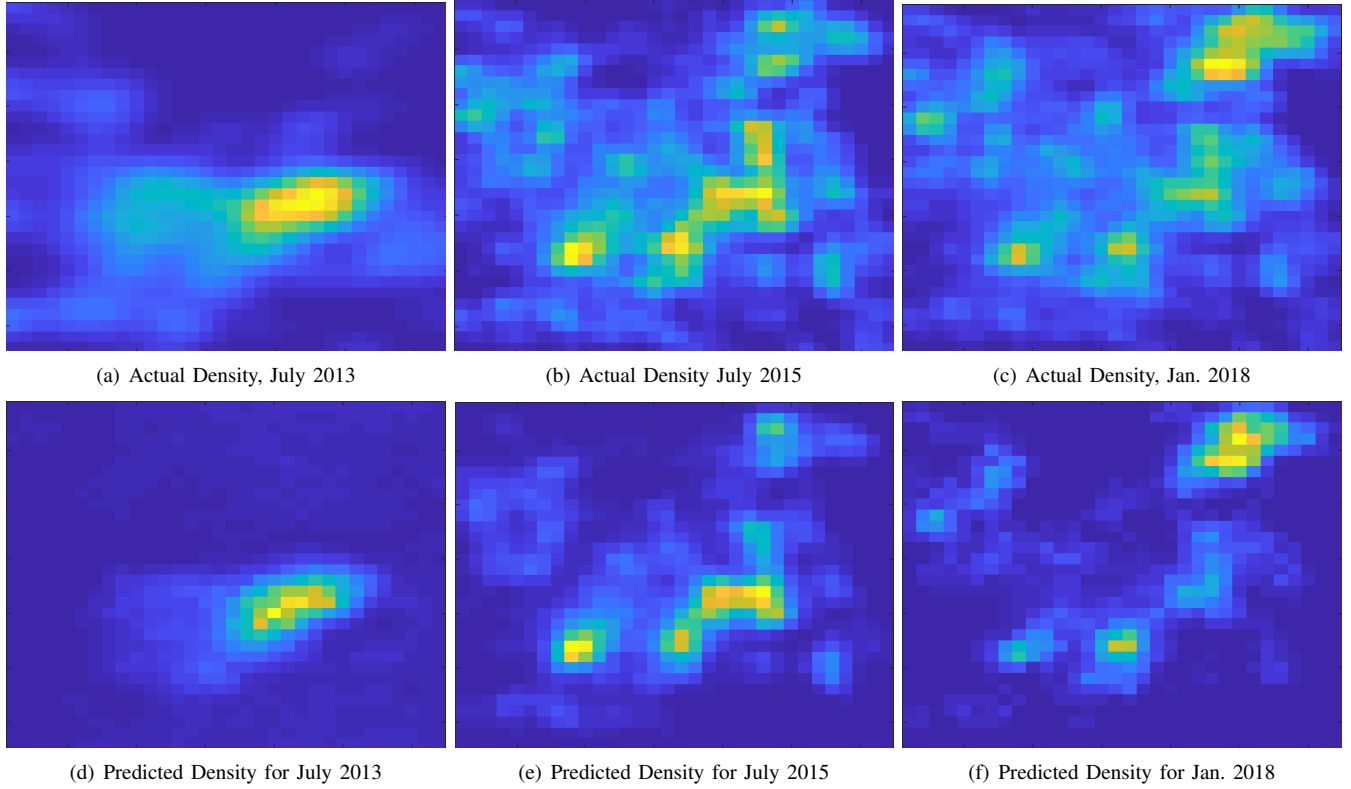 (a) Actual Density, July 2013
(b) Actual Density July 2015
(c) Actual Density, Jan. 2018
(d) Predicted Density for July 2013
(e) Predicted Density for July 2015
(f) Predicted Density for Jan. 2018